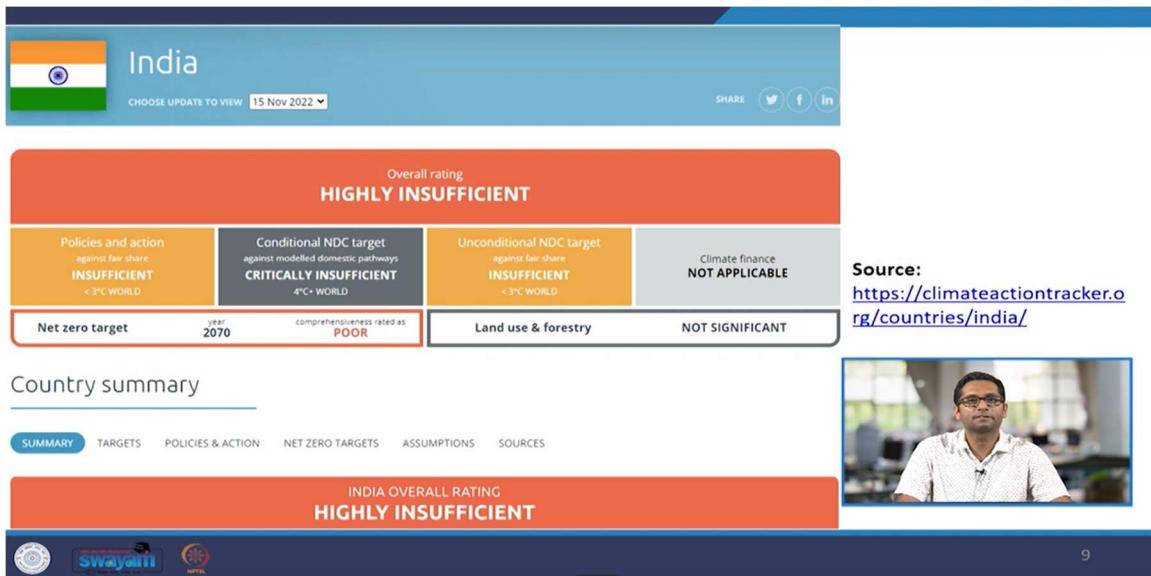 India
CHOOSE UPDATE TO VIEW 15 Nov 2022
SHARE
Overall rating
HIGHLY INSUFFICIENT
Policies and action
against fair share
INSUFFICIENT
< 3°C WORLD
Conditional NDC target
against modelled domestic pathways
CRITICALLY INSUFFICIENT
4°C+ WORLD
Unconditional NDC target
against fair share
INSUFFICIENT
< 3°C WORLD
Climate finance
NOT APPLICABLE
Net zero target
year
2070
comprehensiveness rated as
POOR
Land use & forestry NOT SIGNIFICANT
Source:
https://climateactiontracker.o
rg/countries/india/
Country summary
SUMMARY TARGETS POLICIES & ACTION NET ZERO TARGETS ASSUMPTIONS SOURCES
INDIA OVERALL RATING
HIGHLY INSUFFICIENT
swayam
NPTEL
9